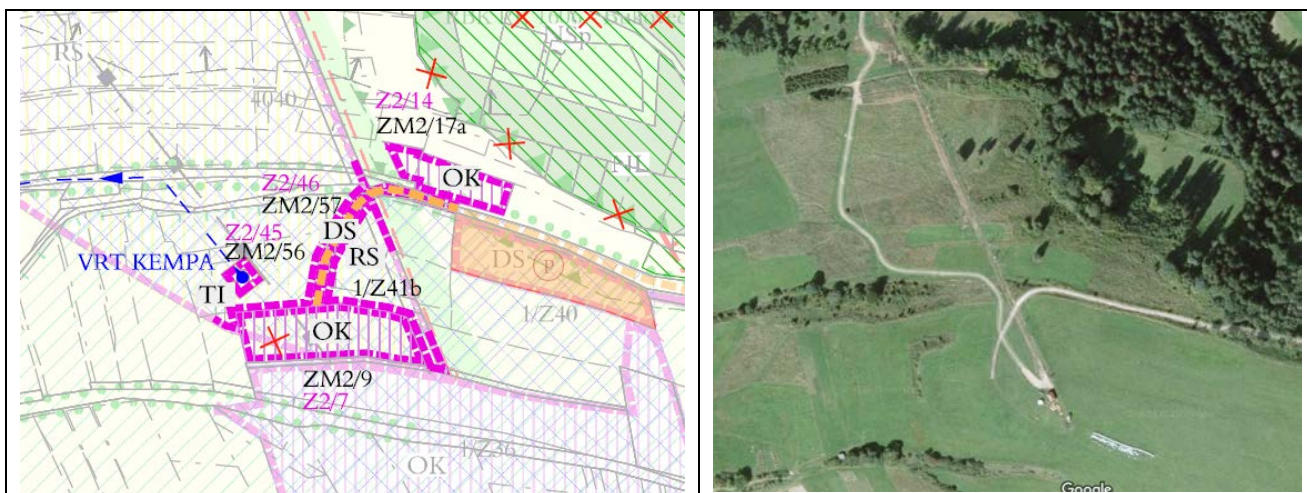 RS
4040
NSp
Z2/14
ZM2/17a
NL
OK
Z2/46
ZM2/57
DS
Z2/45
ZM2/56
RS
VRT KEMPA
DS P
TI
1/Z41b
1/Z40
OK
ZM2/9
Z2/7
1/Z36
OK
Google